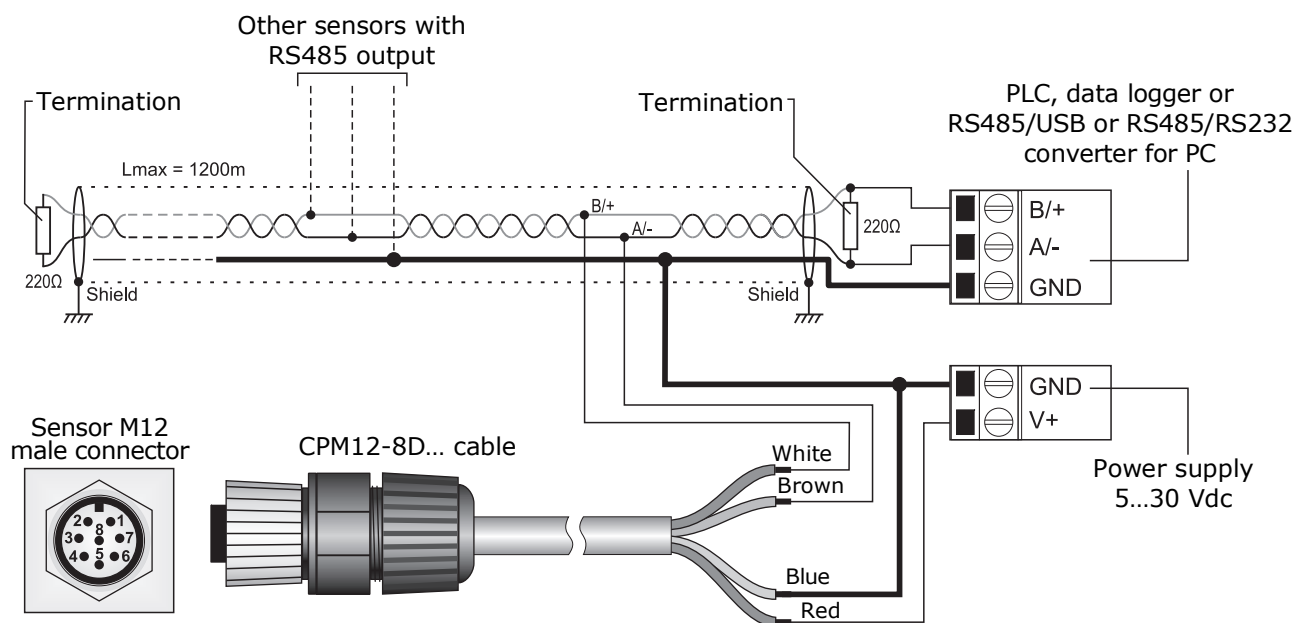 Other sensors with
RS485 output
Termination
Termination
PLC, data logger or
RS485/USB or RS485/RS232
converter for PC
Lmax = 1200m
B/+
A/-
220Ω
220Ω
Shield
Shield
B/+
A/-
GND
GND
V+
Power supply
5…30 Vdc
Sensor M12
male connector
2 1
8
3 7
4 5 6
CPM12-8D... cable
White
Brown
Blue
Red